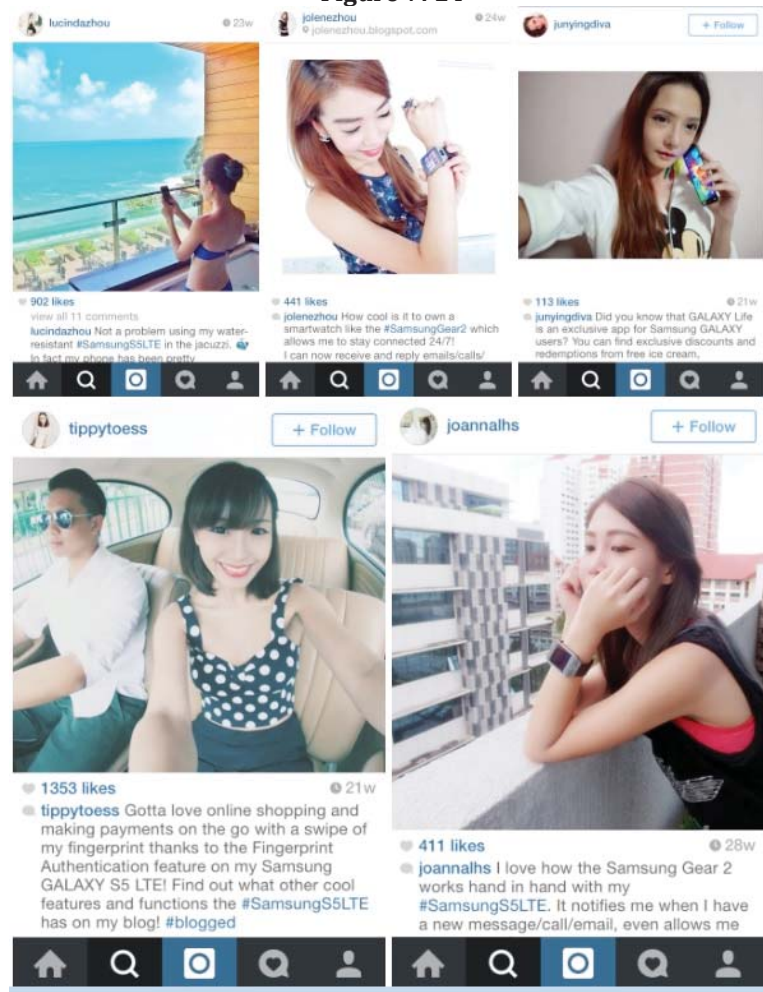 lucindazhou 23w
902 likes
view all 11 comments
lucindazhou Not a problem using my water-
resistant #SamsungS5LTE in the jacuzzi.
In fact my phone has been pretty
jolenezhou 24w
jolenezhou.blogspot.com
441 likes
jolenezhou How cool is it to own a
smartwatch like the #SamsungGear2 which
allows me to stay connected 24/7!
I can now receive and reply emails/calls/
junyingdiva + Follow
113 likes 21w
junyingdiva Did you know that GALAXY Life
is an exclusive app for Samsung GALAXY
users? You can find exclusive discounts and
redemptions from free ice cream,
tippytoess + Follow
1353 likes 21w
tippytoess Gotta love online shopping and
making payments on the go with a swipe of
my fingerprint thanks to the Fingerprint
Authentication feature on my Samsung
GALAXY S5 LTE! Find out what other cool
features and functions the #SamsungS5LTE
has on my blog! #blogged
joannalhs + Follow
411 likes 28w
joannalhs I love how the Samsung Gear 2
works hand in hand with my
#SamsungS5LTE. It notifies me when I have
a new message/call/email, even allows me